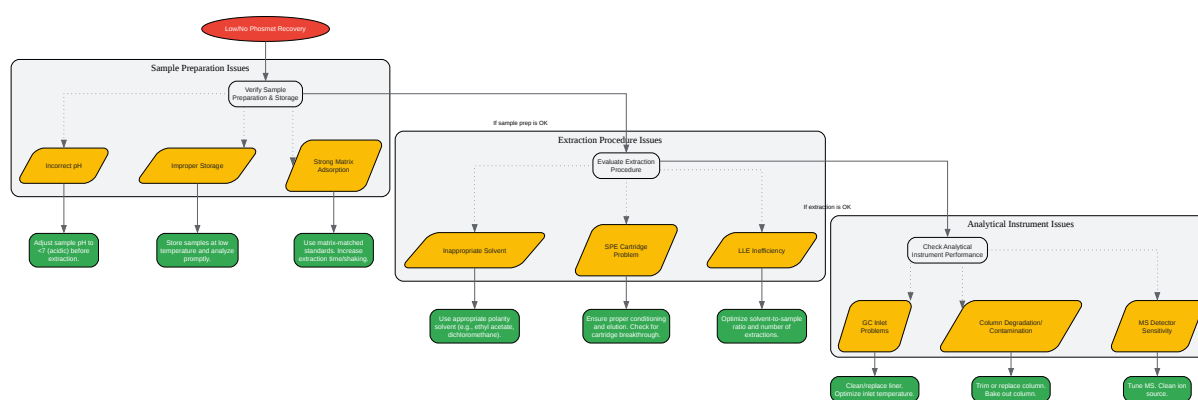 Low/No Phosmet Recovery
Sample Preparation Issues
Verify Sample
Preparation & Storage
If sample prep is OK
Incorrect pH
Improper Storage
Strong Matrix
Adsorption
Adjust sample pH to
<7 (acidic) before
extraction.
Store samples at low
temperature and analyze
promptly.
Use matrix-matched
standards. Increase
extraction time/shaking.
Extraction Procedure Issues
Evaluate Extraction
Procedure
If extraction is OK
Inappropriate Solvent
SPE Cartridge
Problem
LLE Inefficiency
Use appropriate polarity
solvent (e.g., ethyl acetate,
dichloromethane).
Ensure proper conditioning
and elution. Check for
cartridge breakthrough.
Optimize solvent-to-sample
ratio and number of
extractions.
Analytical Instrument Issues
Check Analytical
Instrument Performance
GC Inlet
Problems
Column Degradation/
Contamination
MS Detector
Sensitivity
Clean/replace liner.
Optimize inlet temperature.
Trim or replace column.
Bake out column.
Tune MS. Clean ion
source.